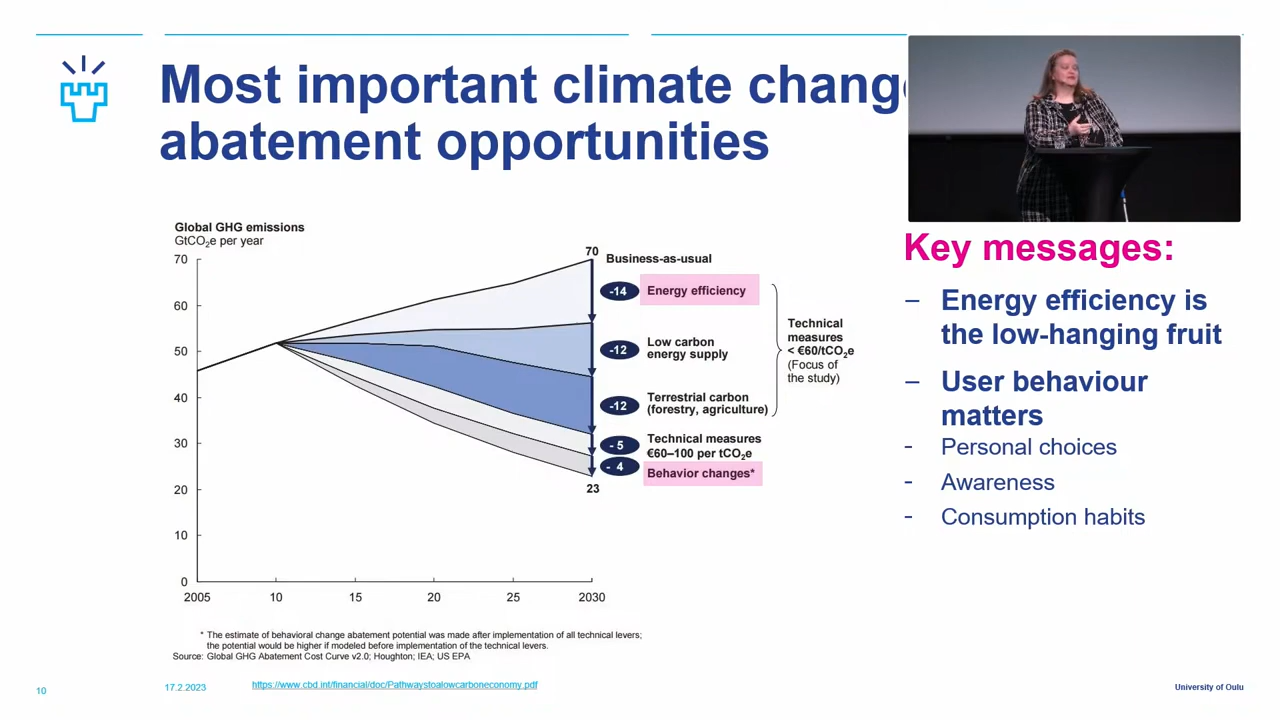 Most important climate chang
abatement opportunities
Global GHG emissions
GtCO2e per year
70
60
50
40
30
20
10
0
2005
10
15
20
25
2030
70
Business-as-usual
-14
Energy efficiency
-12
Low carbon
energy supply
-12
Terrestrial carbon
(forestry, agriculture)
- 5
Technical measures
€60–100 per tCO2e
- 4
Behavior changes*
23
Technical
measures
< €60/tCO2e
(Focus of
the study)
* The estimate of behavioral change abatement potential was made after implementation of all technical levers;
the potential would be higher if modeled before implementation of the technical levers.
Source: Global GHG Abatement Cost Curve v2.0; Houghton; IEA; US EPA
Key messages:
– Energy efficiency is
the low-hanging fruit
– User behaviour
matters
- Personal choices
- Awareness
- Consumption habits
10
17.2.2023
https://www.cbd.int/financial/doc/Pathwaystoalowcarboneconomy.pdf
University of Oulu